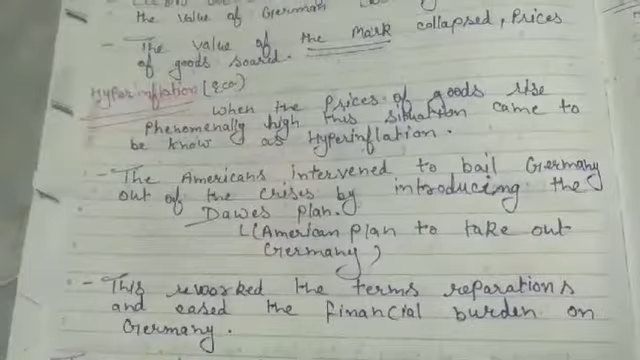 the value of German
- The value of the mark collapsed, Prices
of goods soared.
Hyperinflation (eco)
when the Prices of goods rise
Phenomenally high this situation came to
be know as Hyperinflation.
- The Americans intervened to bail Germany
out of the crises by introducing the
Dawes plan.
(American plan to take out
Germany)
- This reworked the terms reparations
and eased the financial burden on
Germany.